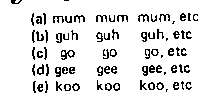 (a) mum mum mum, etc
(b) guh guh guh, etc
(c) go go go, etc
(d) gee gee gee, etc
(e) koo koo koo, etc